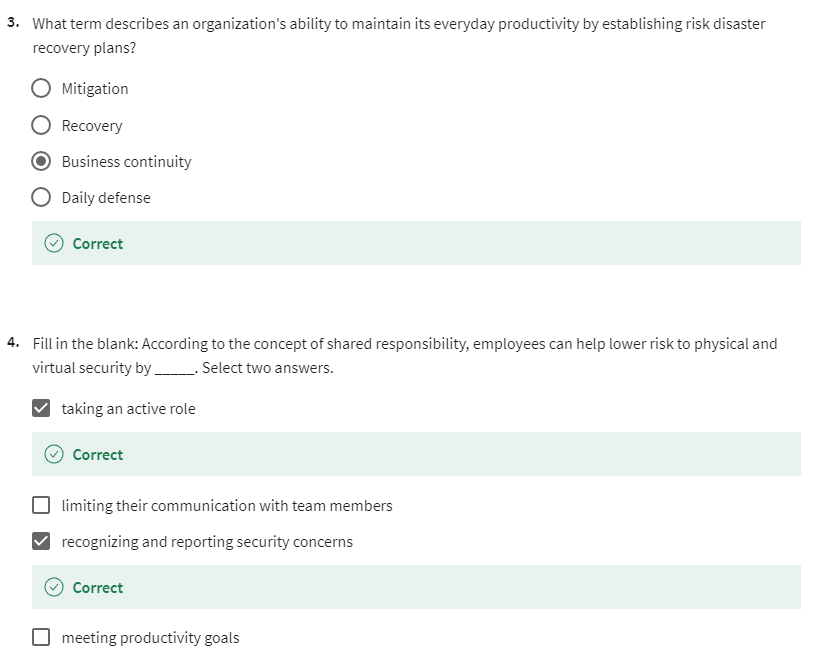 3. What term describes an organization's ability to maintain its everyday productivity by establishing risk disaster
recovery plans?
Mitigation
Recovery
Business continuity
Daily defense
Correct
4. Fill in the blank: According to the concept of shared responsibility, employees can help lower risk to physical and
virtual security by _____. Select two answers.
taking an active role
Correct
limiting their communication with team members
recognizing and reporting security concerns
Correct
meeting productivity goals